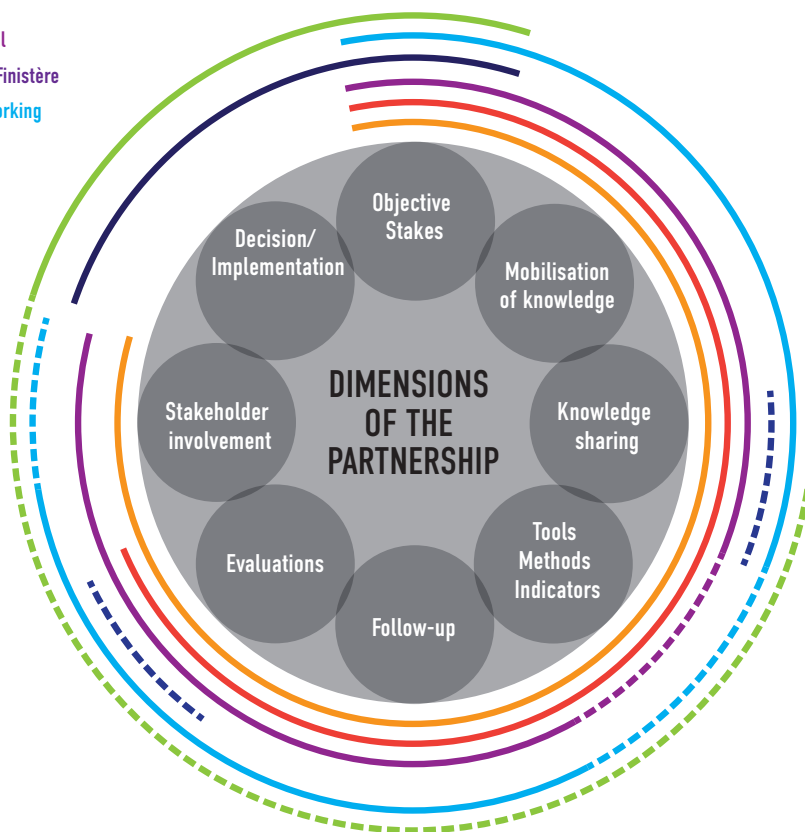 l
Finistère
rking
Objective
Stakes
Decision/
Implementation
Mobilisation
of knowledge
DIMENSIONS
OF THE
PARTNERSHIP
Stakeholder
involvement
Knowledge
sharing
Evaluations
Tools
Methods
Indicators
Follow-up